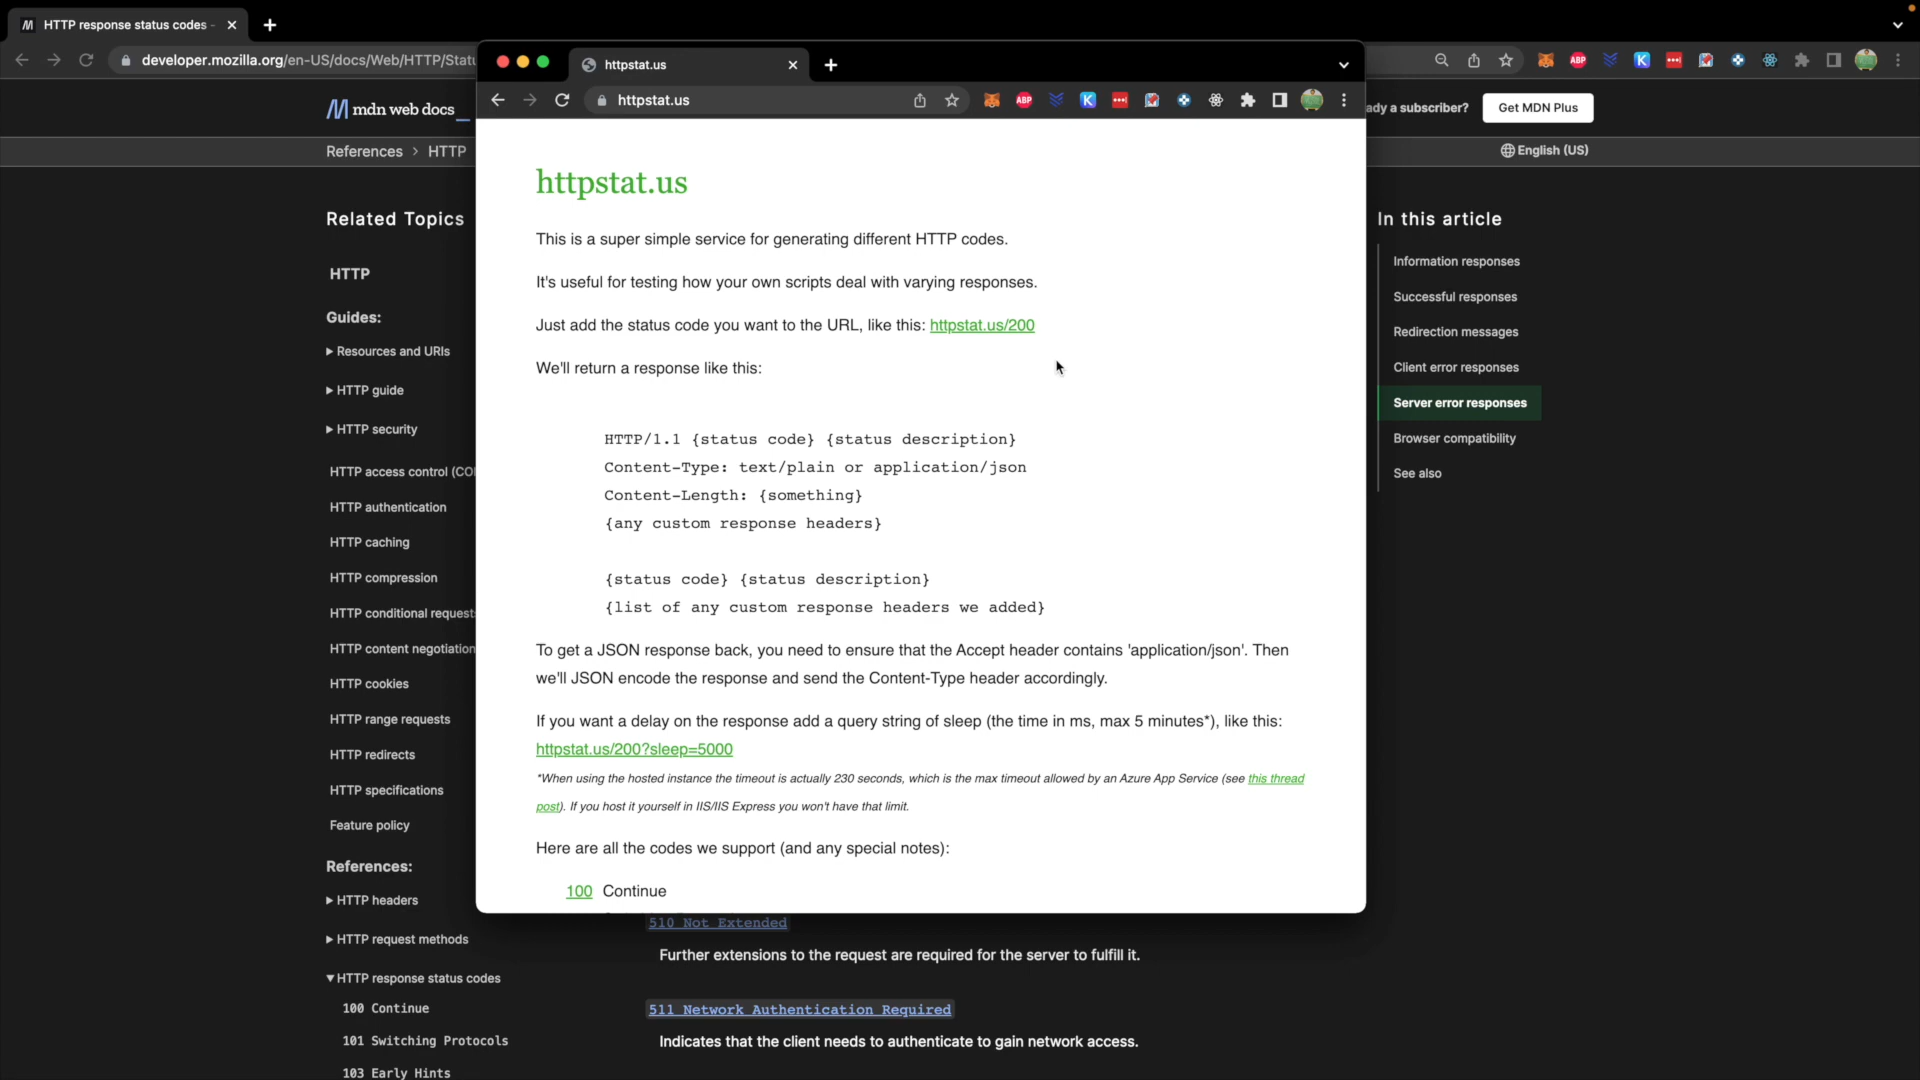 HTTP response status codes -
developer.mozilla.org/en-US/docs/Web/HTTP/Statu
mdn web docs_
References > HTTP
ady a subscriber?
Get MDN Plus
English (US)
Related Topics
HTTP
Guides:
Resources and URIs
HTTP guide
HTTP security
HTTP access control (CO
HTTP authentication
HTTP caching
HTTP compression
HTTP conditional requests
HTTP content negotiation
HTTP cookies
HTTP range requests
HTTP redirects
HTTP specifications
Feature policy
References:
HTTP headers
HTTP request methods
HTTP response status codes
100 Continue
101 Switching Protocols
103 Early Hints
httpstat.us
httpstat.us
ABP
httpstat.us
This is a super simple service for generating different HTTP codes.
It's useful for testing how your own scripts deal with varying responses.
Just add the status code you want to the URL, like this: httpstat.us/200
We'll return a response like this:
HTTP/1.1 {status code} {status description}
Content-Type: text/plain or application/json
Content-Length: {something}
{any custom response headers}
{status code} {status description}
{list of any custom response headers we added}
To get a JSON response back, you need to ensure that the Accept header contains 'application/json'. Then
we'll JSON encode the response and send the Content-Type header accordingly.
If you want a delay on the response add a query string of sleep (the time in ms, max 5 minutes*), like this:
httpstat.us/200?sleep=5000
*When using the hosted instance the timeout is actually 230 seconds, which is the max timeout allowed by an Azure App Service (see this thread
post). If you host it yourself in IIS/IIS Express you won't have that limit.
Here are all the codes we support (and any special notes):
100 Continue
510 Not Extended
Further extensions to the request are required for the server to fulfill it.
511 Network Authentication Required
Indicates that the client needs to authenticate to gain network access.
ABP
In this article
Information responses
Successful responses
Redirection messages
Client error responses
Server error responses
Browser compatibility
See also